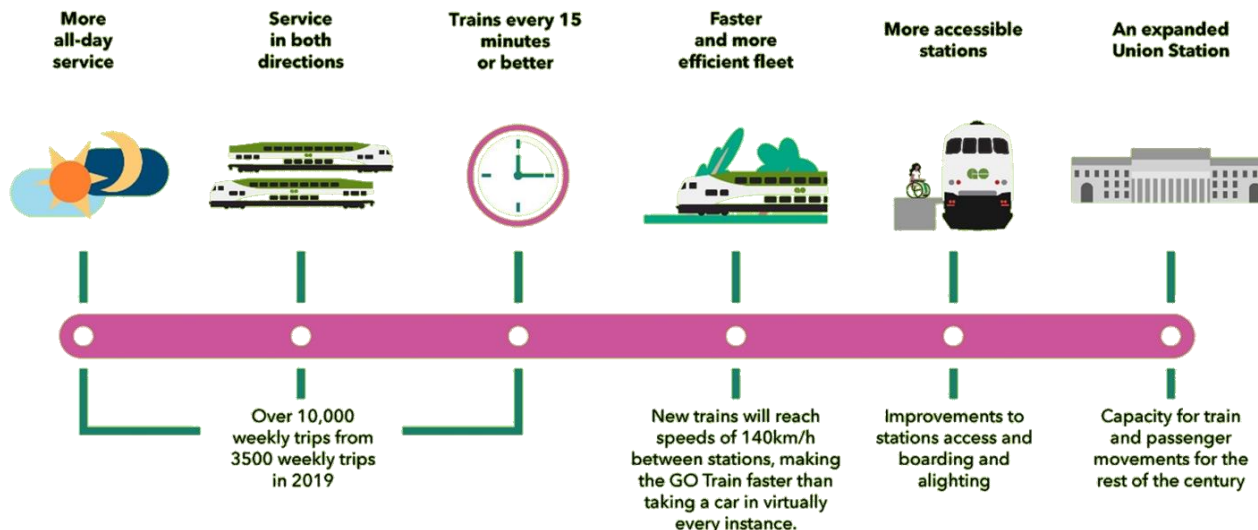 More
all-day
service
Service
in both
directions
Trains every 15
minutes
or better
Faster
and more
efficient fleet
More accessible
stations
An expanded
Union Station
GO
GO
GO
GO
Over 10,000
weekly trips from
3500 weekly trips
in 2019
New trains will reach
speeds of 140km/h
between stations, making
the GO Train faster than
taking a car in virtually
every instance.
Improvements to
stations access and
boarding and
alighting
Capacity for train
and passenger
movements for the
rest of the century